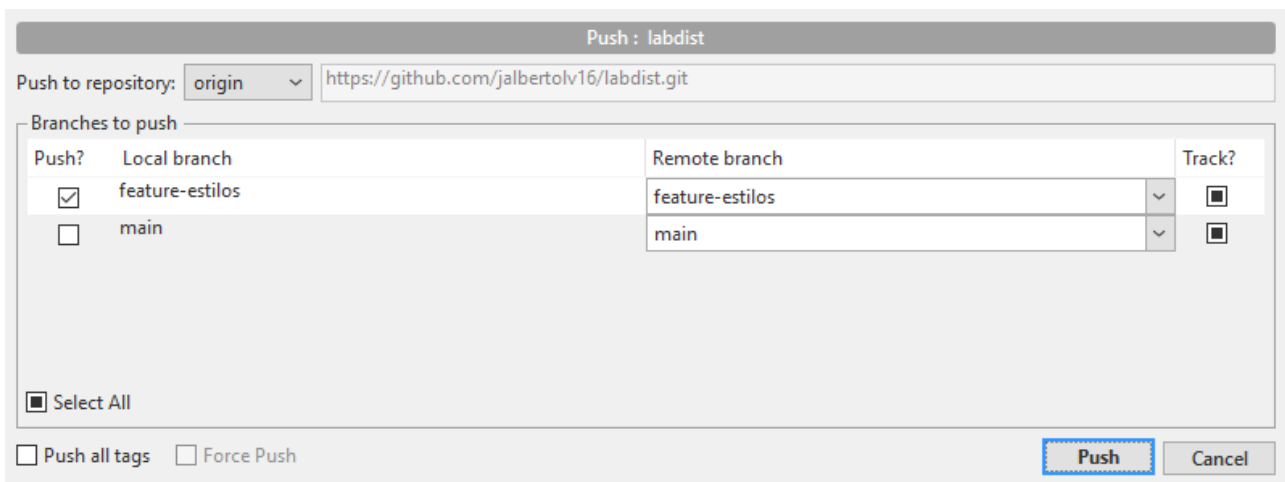 Push : labdist
Push to repository: origin https://github.com/jalbertolv16/labdist.git
Branches to push
Push? Local branch Remote branch Track?
feature-estilos feature-estilos
main main
Select All
Push all tags Force Push Push Cancel